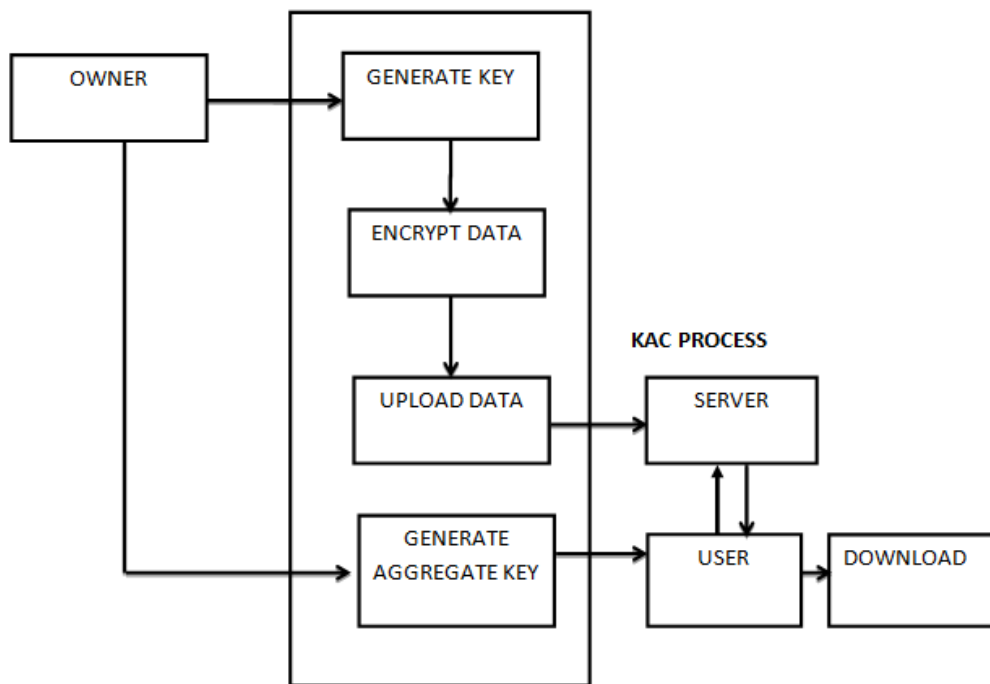 OWNER
GENERATE KEY
ENCRYPT DATA
KAC PROCESS
UPLOAD DATA
SERVER
GENERATE
AGGREGATE KEY
USER
DOWNLOAD